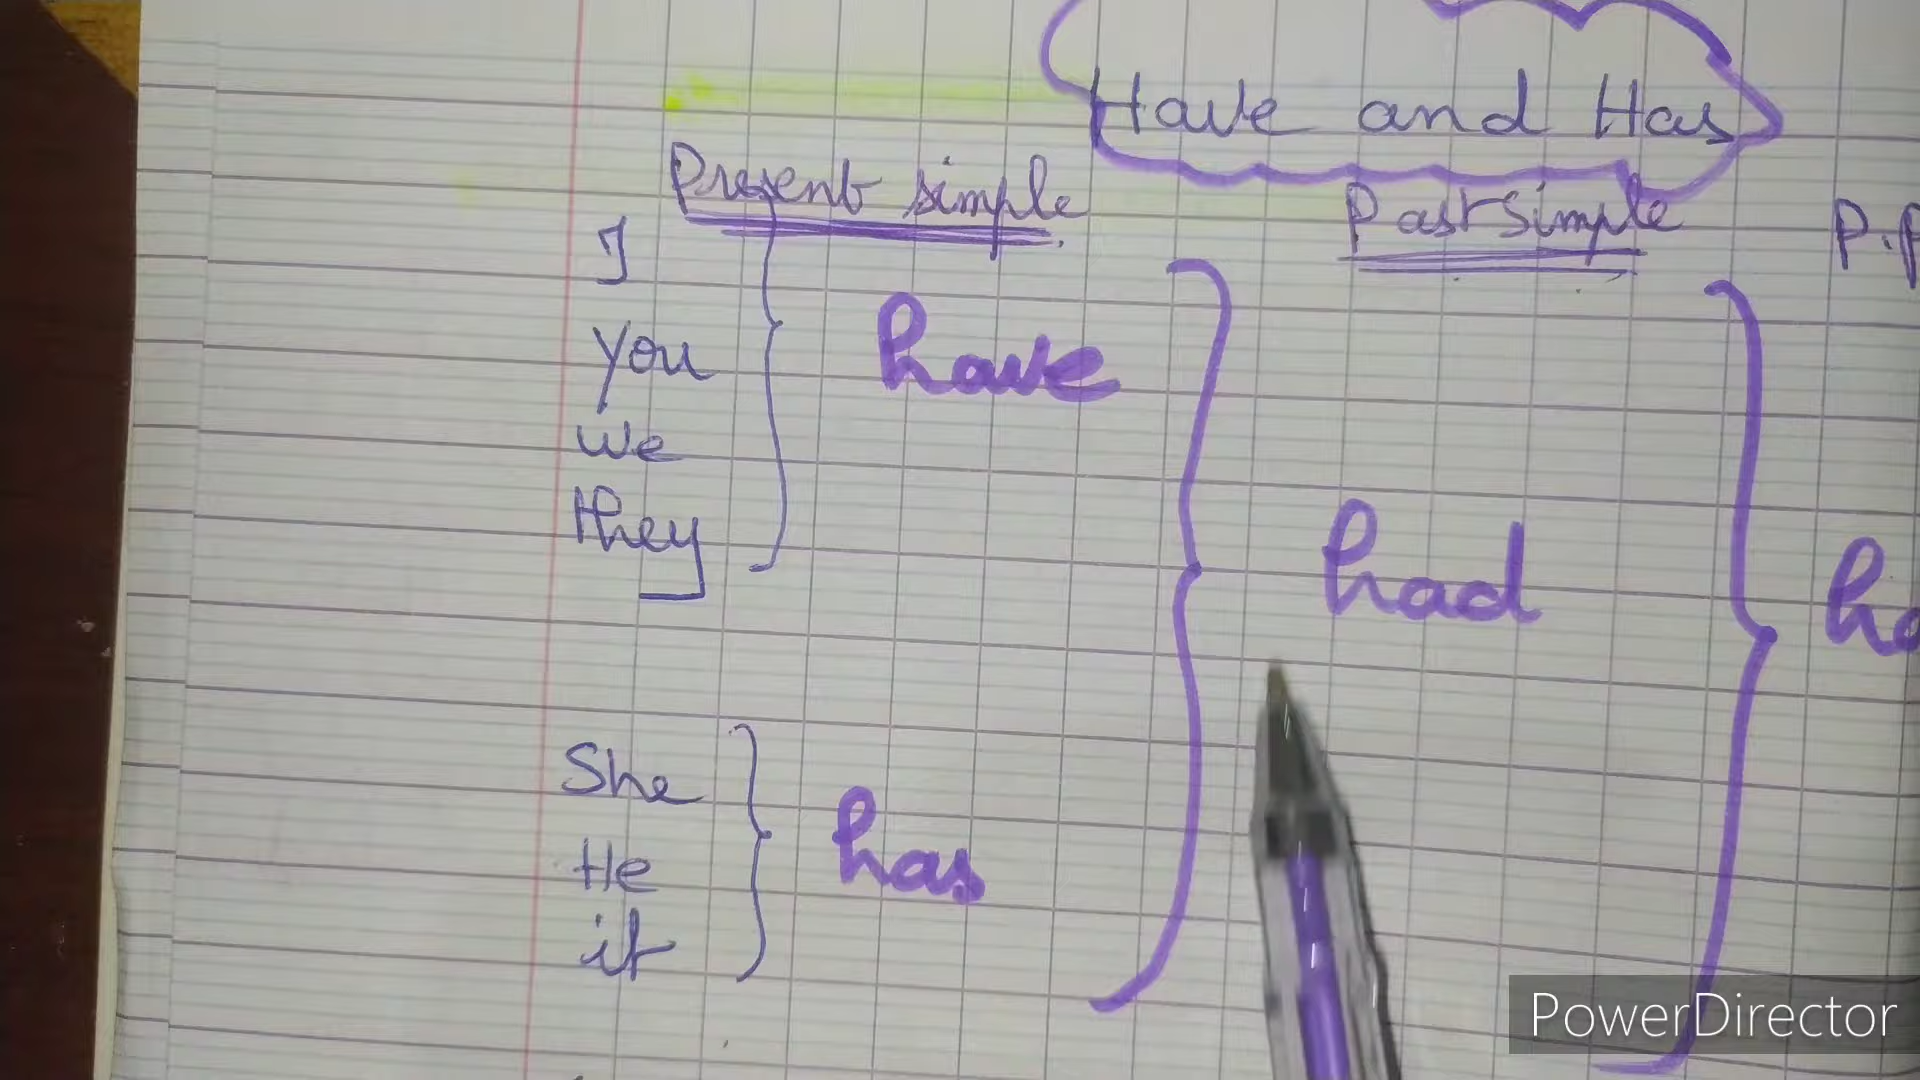 Have and Has
Present simple
Past simple
P.P
I
you
we
they
have
had
She
He
it
has
PowerDirector